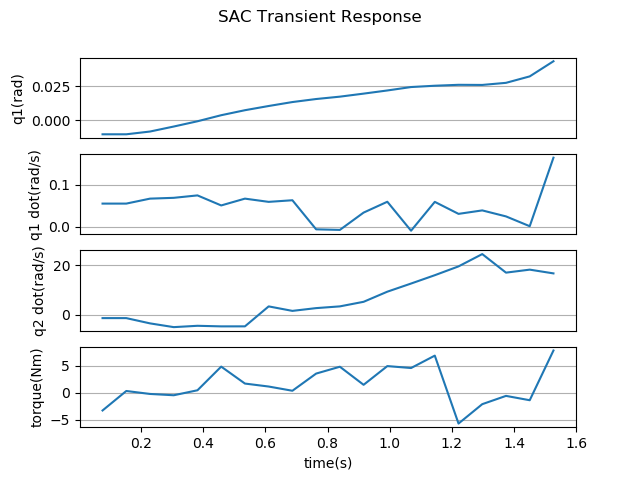 SAC Transient Response
q1(rad)
0.025
0.000
q1 dot(rad/s)
0.1
0.0
q2 dot(rad/s)
20
0
torque(Nm)
5
0
−5
0.2 0.4 0.6 0.8 1.0 1.2 1.4 1.6
time(s)